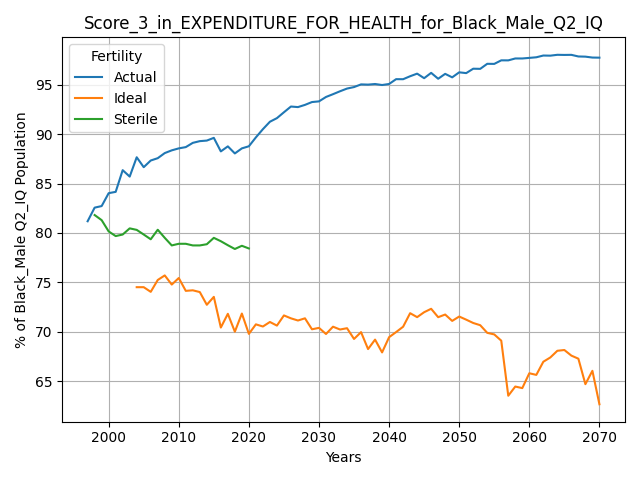 Score_3_in_EXPENDITURE_FOR_HEALTH_for_Black_Male_Q2_IQ
Fertility
Actual
Ideal
Sterile
% of Black_Male Q2_IQ Population
95
90
85
80
75
70
65
2000 2010 2020 2030 2040 2050 2060 2070
Years